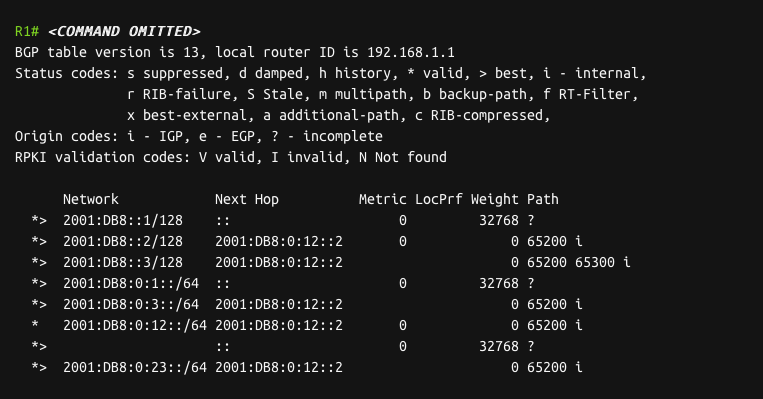 R1# <COMMAND OMITTED>
BGP table version is 13, local router ID is 192.168.1.1
Status codes: s suppressed, d damped, h history, * valid, > best, i - internal,
              r RIB-failure, S Stale, m multipath, b backup-path, f RT-Filter,
              x best-external, a additional-path, c RIB-compressed,
Origin codes: i - IGP, e - EGP, ? - incomplete
RPKI validation codes: V valid, I invalid, N Not found

      Network            Next Hop          Metric LocPrf Weight Path
  *>  2001:DB8::1/128    ::                     0         32768 ?
  *>  2001:DB8::2/128    2001:DB8:0:12::2       0             0 65200 i
  *>  2001:DB8::3/128    2001:DB8:0:12::2                     0 65200 65300 i
  *>  2001:DB8:0:1::/64  ::                     0         32768 ?
  *>  2001:DB8:0:3::/64  2001:DB8:0:12::2                     0 65200 i
  *   2001:DB8:0:12::/64 2001:DB8:0:12::2       0             0 65200 i
  *>                     ::                     0         32768 ?
  *>  2001:DB8:0:23::/64 2001:DB8:0:12::2                     0 65200 i